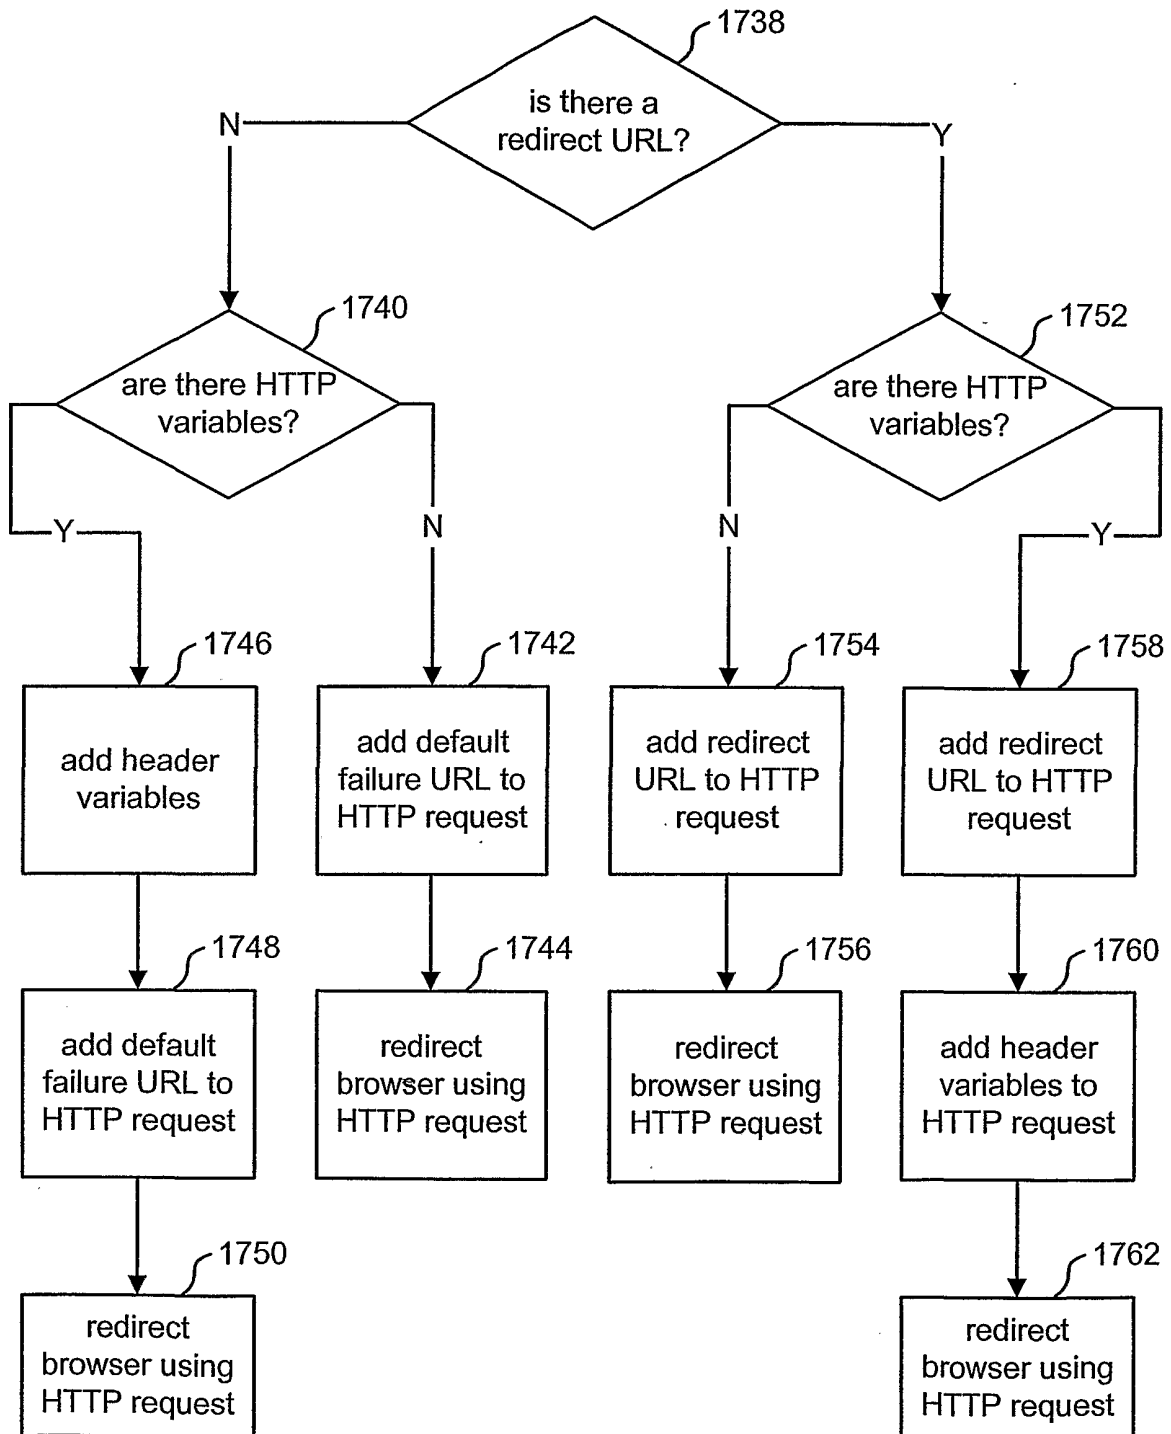 1738
is there a
redirect URL?
N
Y
1740
are there HTTP
variables?
1752
are there HTTP
variables?
Y
N
N
Y
1746
add header
variables
1742
add default
failure URL to
HTTP request
1754
add redirect
URL to HTTP
request
1758
add redirect
URL to HTTP
request
1748
add default
failure URL to
HTTP request
1744
redirect
browser using
HTTP request
1756
redirect
browser using
HTTP request
1760
add header
variables to
HTTP request
1750
redirect
browser using
HTTP request
1762
redirect
browser using
HTTP request